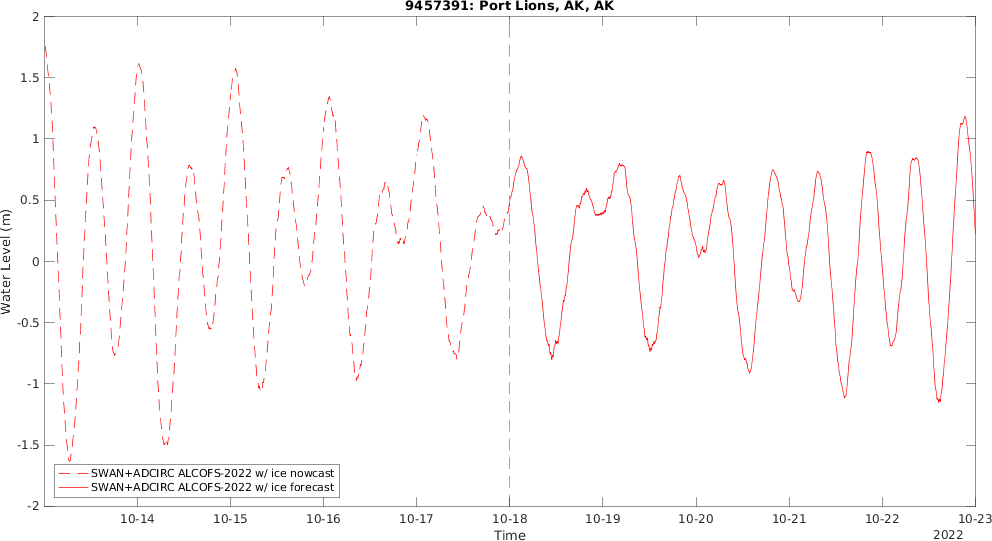 9457391: Port Lions, AK, AK
Water Level (m)
2
1.5
1
0.5
0
-0.5
-1
-1.5
-2
SWAN+ADCIRC ALCOFS-2022 w/ ice nowcast
SWAN+ADCIRC ALCOFS-2022 w/ ice forecast
10-14 10-15 10-16 10-17 10-18 10-19 10-20 10-21 10-22 10-23
Time
2022